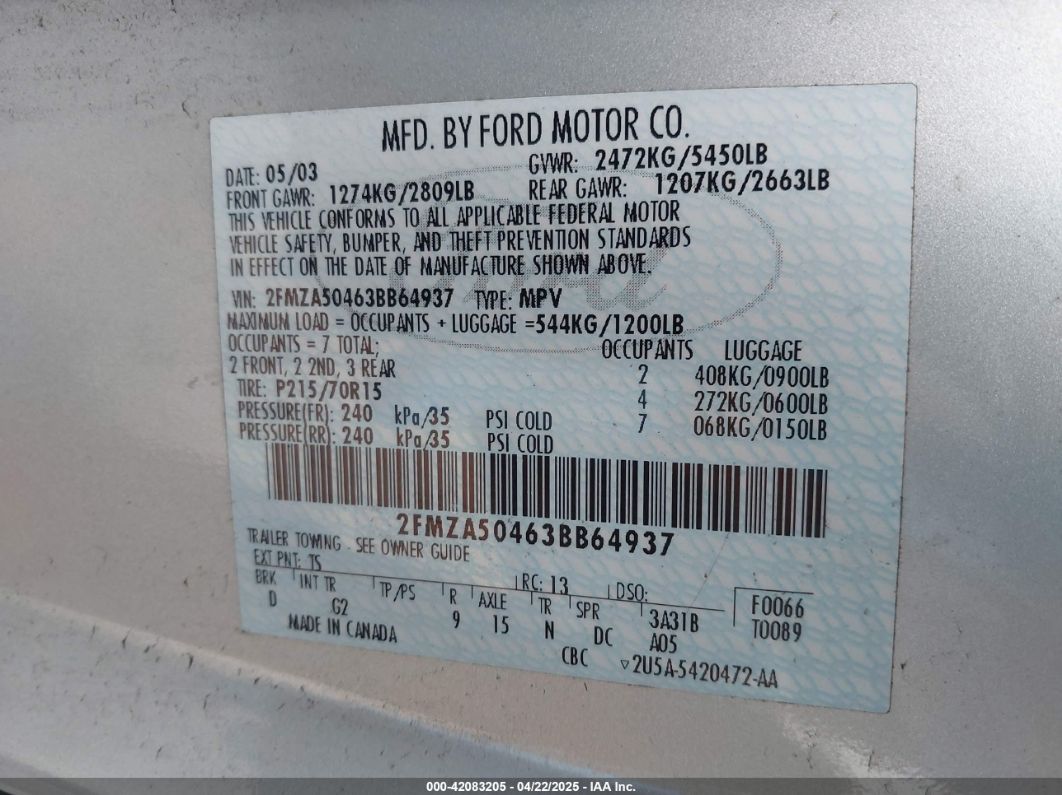 MFD. BY FORD MOTOR CO.
DATE: 05/03 GVWR: 2472KG/5450LB
FRONT GAWR: 1274KG/2809LB REAR GAWR: 1207KG/2663LB
THIS VEHICLE CONFORMS TO ALL APPLICABLE FEDERAL MOTOR
VEHICLE SAFETY, BUMPER, AND THEFT PREVENTION STANDARDS
IN EFFECT ON THE DATE OF MANUFACTURE SHOWN ABOVE.
VIN: 2FMZA50463BB64937 TYPE: MPV
MAXIMUM LOAD = OCCUPANTS + LUGGAGE =544KG/1200LB
OCCUPANTS = 7 TOTAL; OCCUPANTS LUGGAGE
2 FRONT, 2 2ND, 3 REAR 2 408KG/0900LB
TIRE: P215/70R15 4 272KG/0600LB
PRESSURE(FR): 240 kPa/35 PSI COLD 7 068KG/0150LB
PRESSURE(RR): 240 kPa/35 PSI COLD
2FMZA50463BB64937
TRAILER TOWING - SEE OWNER GUIDE
EXT PNT: TS RC: 13 DSO:
BRK INT TR TP/PS R AXLE TR SPR F0066
D G2 9 15 N DC 3A31B T0089
MADE IN CANADA A05
CBC ▽2U5A-5420472-AA
Ford
000-42083205 - 04/22/2025 - IAA Inc.